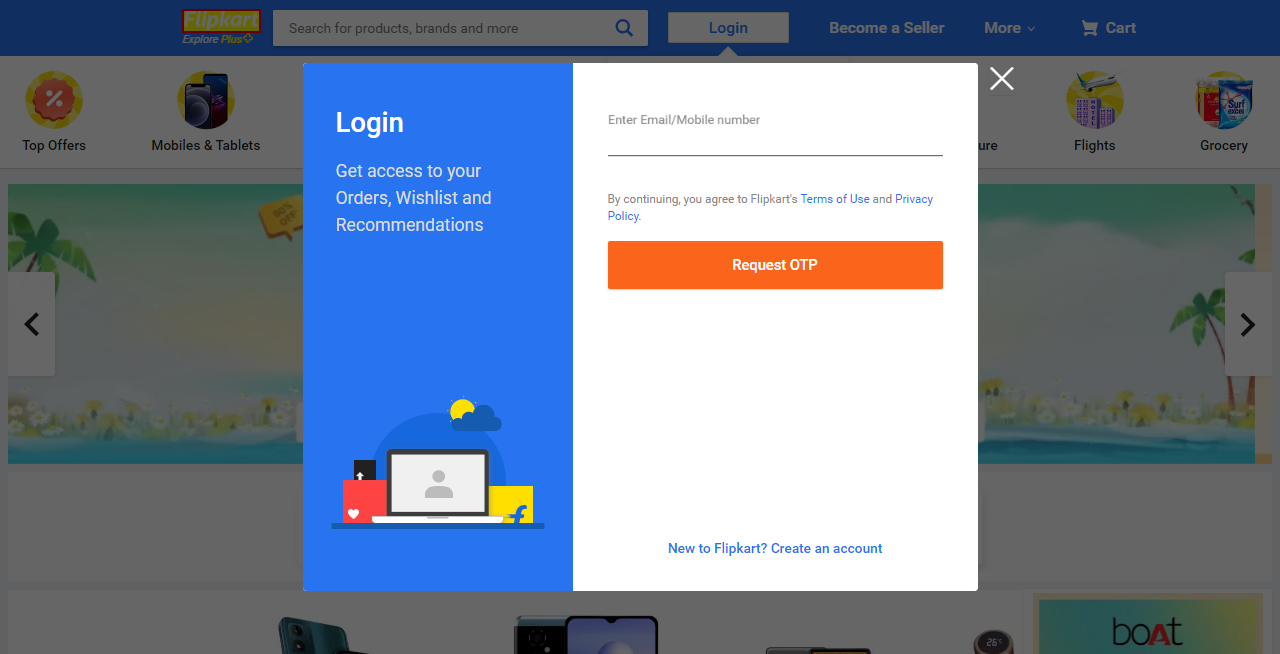 Flipkart
Explore Plus
Search for products, brands and more
Login
Become a Seller
More
Cart
Top Offers
Mobiles & Tablets
ure
Flights
Grocery
Login
Get access to your
Orders, Wishlist and
Recommendations
Enter Email/Mobile number
By continuing, you agree to Flipkart's Terms of Use and Privacy
Policy.
Request OTP
New to Flipkart? Create an account
boAt